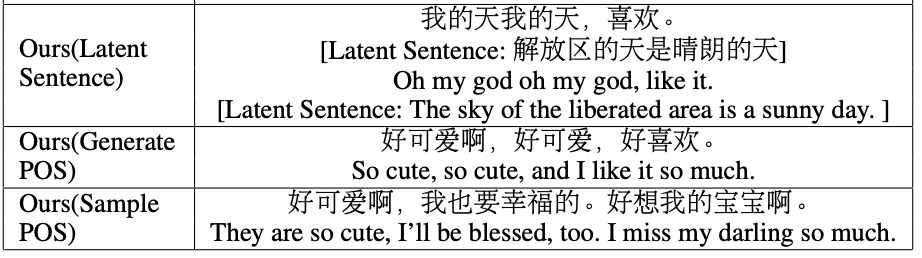 Ours(Latent Sentence)
我的天我的天，喜欢。
[Latent Sentence: 解放区的天是晴朗的天]
Oh my god oh my god, like it.
[Latent Sentence: The sky of the liberated area is a sunny day. ]
Ours(Generate POS)
好可爱啊，好可爱，好喜欢。
So cute, so cute, and I like it so much.
Ours(Sample POS)
好可爱啊，我也要幸福的。好想我的宝宝啊。
They are so cute, I'll be blessed, too. I miss my darling so much.